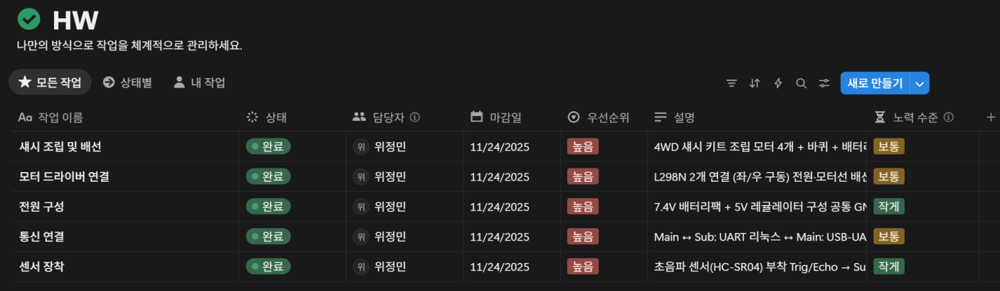 HW
나만의 방식으로 작업을 체계적으로 관리하세요.
모든 작업 상태별 내 작업 새로 만들기
Aa 작업 이름 상태 담당자 마감일 우선순위 설명 노력 수준
섀시 조립 및 배선 완료 위 위정민 11/24/2025 높음 4WD 섀시 키트 조립 모터 4개 + 바퀴 + 배터리 보통
모터 드라이버 연결 완료 위 위정민 11/24/2025 높음 L298N 2개 연결 (좌/우 구동) 전원·모터선 배선 보통
전원 구성 완료 위 위정민 11/24/2025 높음 7.4V 배터리팩 + 5V 레귤레이터 구성 공통 GN 작게
통신 연결 완료 위 위정민 11/24/2025 높음 Main ↔ Sub: UART 리눅스 ↔ Main: USB-UA 보통
센서 장착 완료 위 위정민 11/24/2025 높음 초음파 센서(HC-SR04) 부착 Trig/Echo → Su 작게